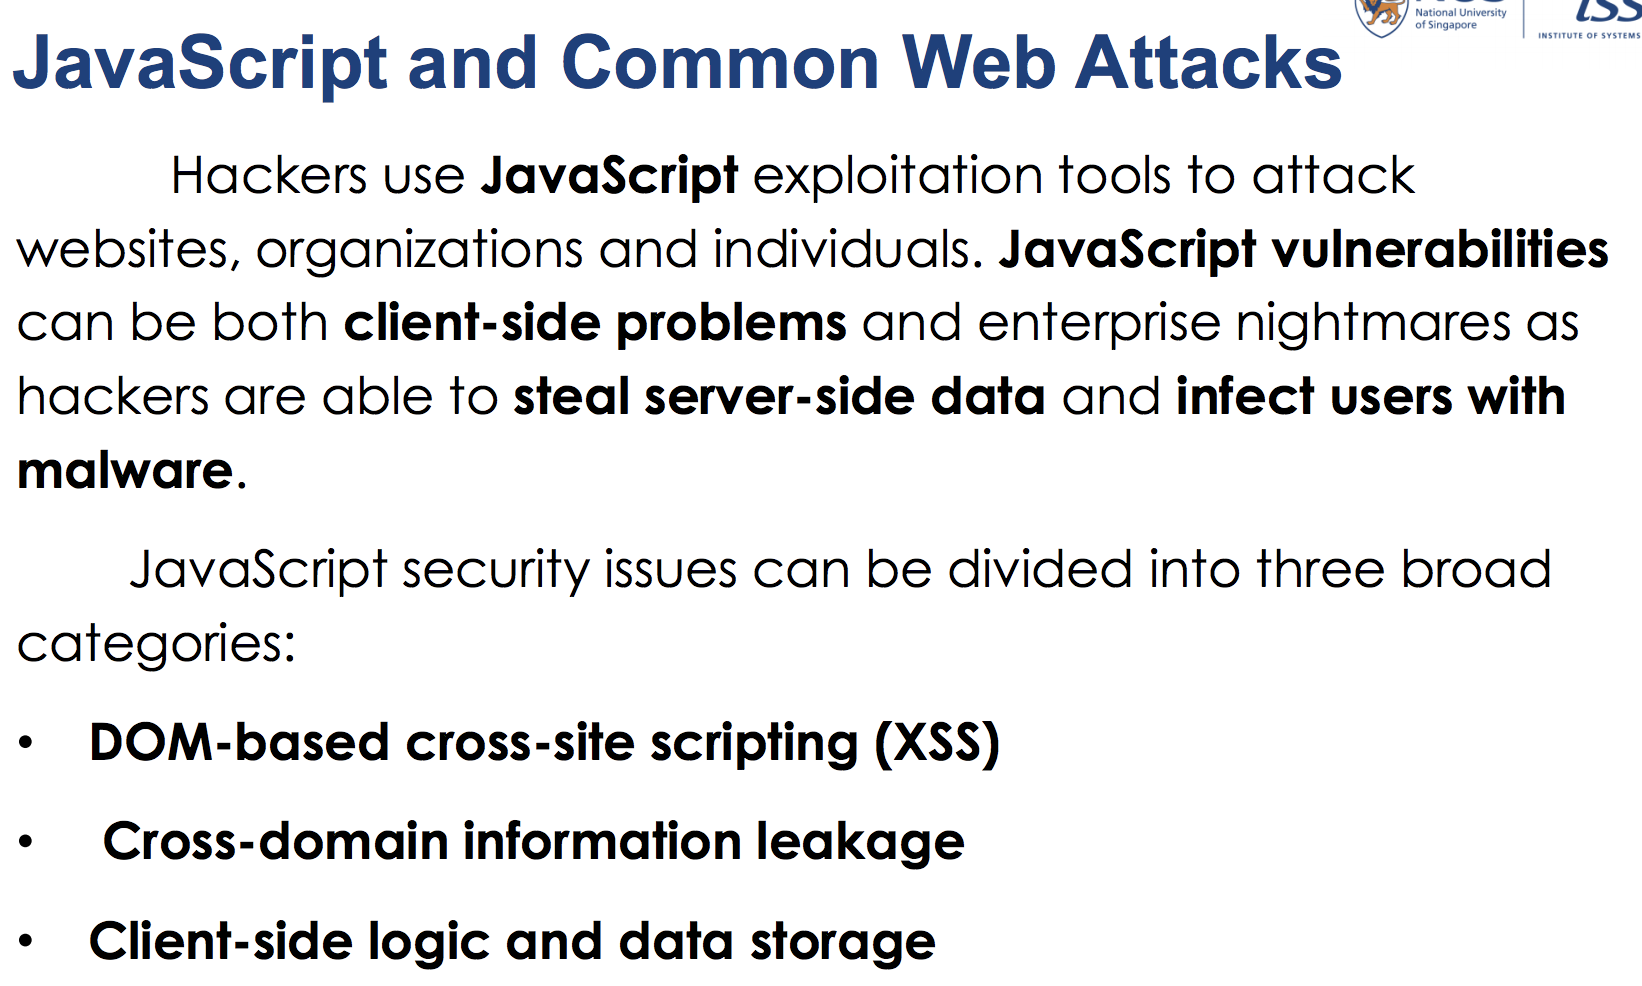 National University
of Singapore
ISS
INSTITUTE OF SYSTEMS
JavaScript and Common Web Attacks
Hackers use JavaScript exploitation tools to attack
websites, organizations and individuals. JavaScript vulnerabilities
can be both client-side problems and enterprise nightmares as
hackers are able to steal server-side data and infect users with
malware.
JavaScript security issues can be divided into three broad
categories:
• DOM-based cross-site scripting (XSS)
• Cross-domain information leakage
• Client-side logic and data storage